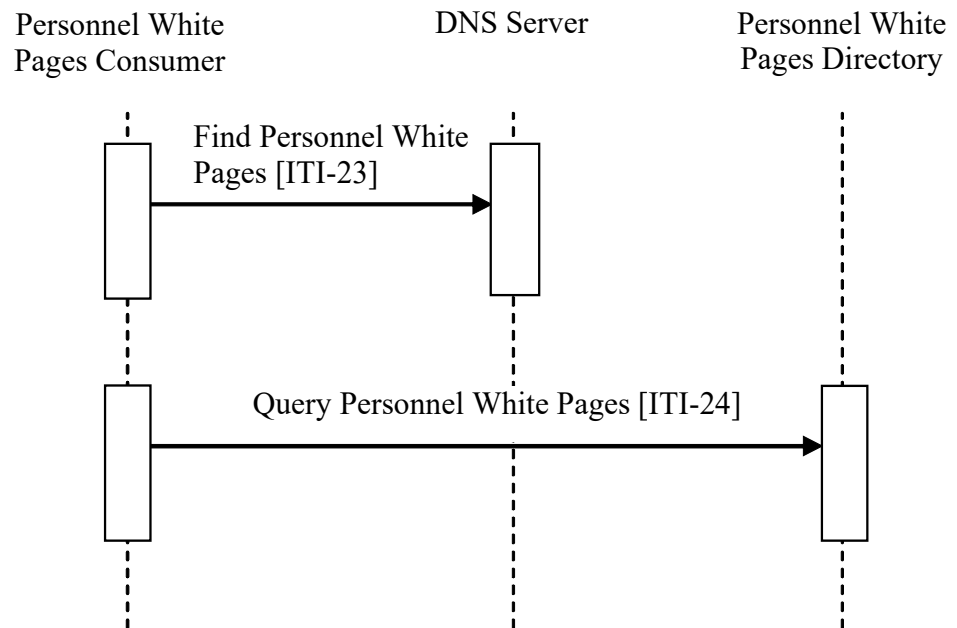 Personnel White
Pages Consumer
DNS Server
Personnel White
Pages Directory
Find Personnel White
Pages [ITI-23]
Query Personnel White Pages [ITI-24]